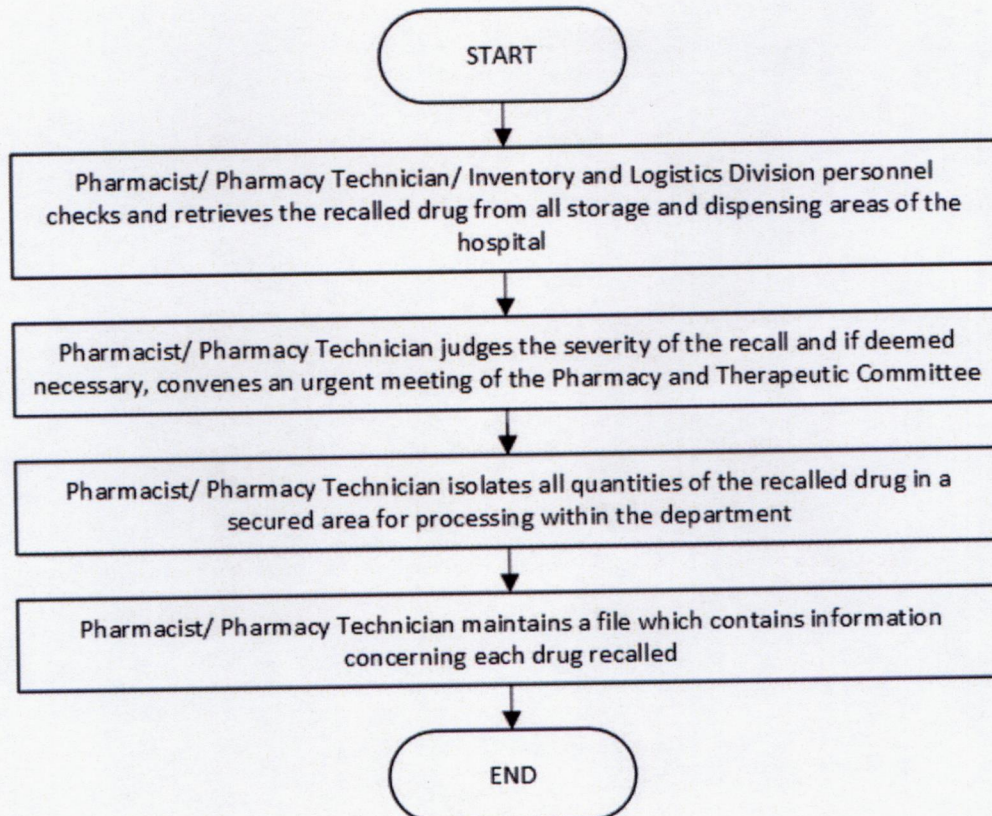 START
Pharmacist/ Pharmacy Technician/ Inventory and Logistics Division personnel
checks and retrieves the recalled drug from all storage and dispensing areas of the
hospital
Pharmacist/ Pharmacy Technician judges the severity of the recall and if deemed
necessary, convenes an urgent meeting of the Pharmacy and Therapeutic Committee
Pharmacist/ Pharmacy Technician isolates all quantities of the recalled drug in a
secured area for processing within the department
Pharmacist/ Pharmacy Technician maintains a file which contains information
concerning each drug recalled
END